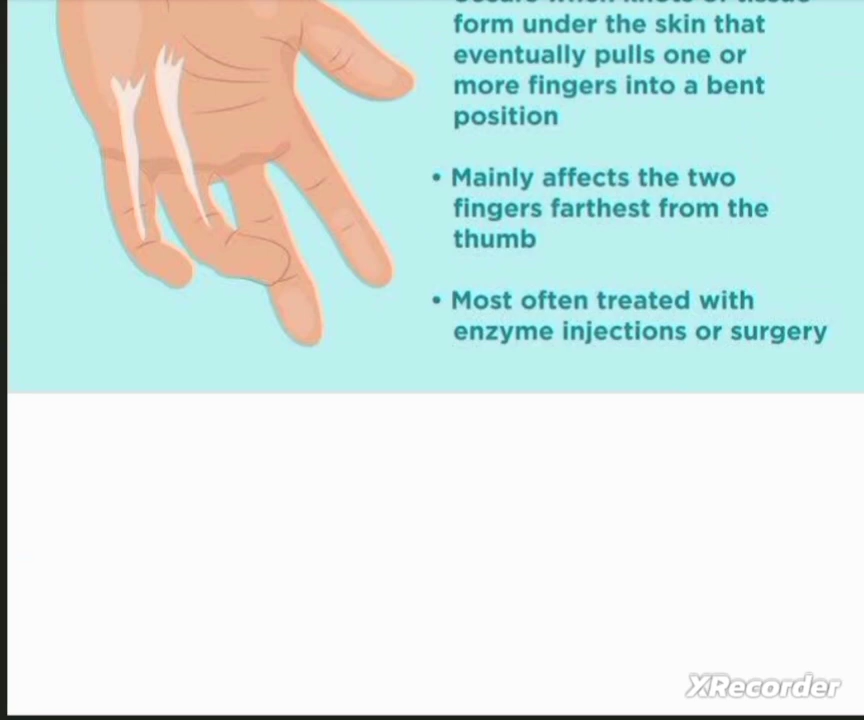 form under the skin that
eventually pulls one or
more fingers into a bent
position
• Mainly affects the two
fingers farthest from the
thumb
• Most often treated with
enzyme injections or surgery
XRecorder